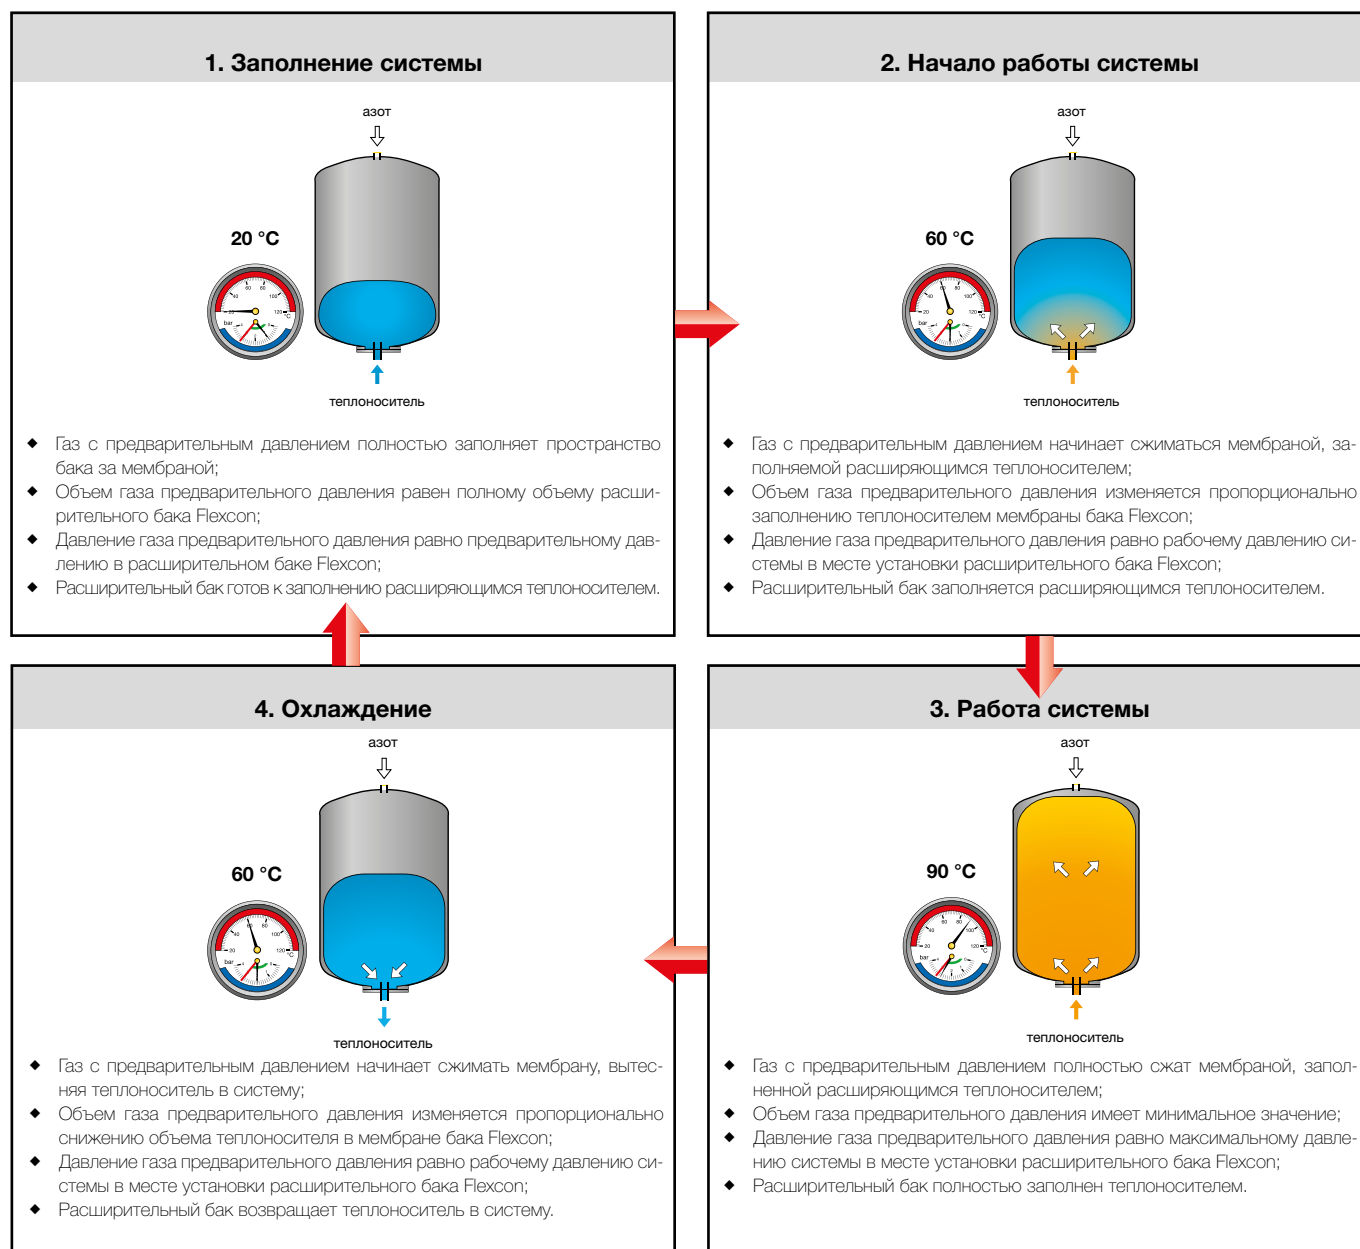 1. Заполнение системы
азот
20 °C
теплоноситель
◆ Газ с предварительным давлением полностью заполняет пространство
бака за мембраной;
◆ Объем газа предварительного давления равен полному объему расши-
рительного бака Flexcon;
◆ Давление газа предварительного давления равно предварительному дав-
лению в расширительном баке Flexcon;
◆ Расширительный бак готов к заполнению расширяющимся теплоносителем.
2. Начало работы системы
азот
60 °C
теплоноситель
◆ Газ с предварительным давлением начинает сжиматься мембраной, за-
полняемой расширяющимся теплоносителем;
◆ Объем газа предварительного давления изменяется пропорционально
заполнению теплоносителем мембраны бака Flexcon;
◆ Давление газа предварительного давления равно рабочему давлению си-
стемы в месте установки расширительного бака Flexcon;
◆ Расширительный бак заполняется расширяющимся теплоносителем.
3. Работа системы
азот
90 °C
теплоноситель
◆ Газ с предварительным давлением полностью сжат мембраной, запол-
ненной расширяющимся теплоносителем;
◆ Объем газа предварительного давления имеет минимальное значение;
◆ Давление газа предварительного давления равно максимальному давле-
нию системы в месте установки расширительного бака Flexcon;
◆ Расширительный бак полностью заполнен теплоносителем.
4. Охлаждение
азот
60 °C
теплоноситель
◆ Газ с предварительным давлением начинает сжимать мембрану, вытес-
няя теплоноситель в систему;
◆ Объем газа предварительного давления изменяется пропорционально
снижению объема теплоносителя в мембране бака Flexcon;
◆ Давление газа предварительного давления равно рабочему давлению си-
стемы в месте установки расширительного бака Flexcon;
◆ Расширительный бак возвращает теплоноситель в систему.